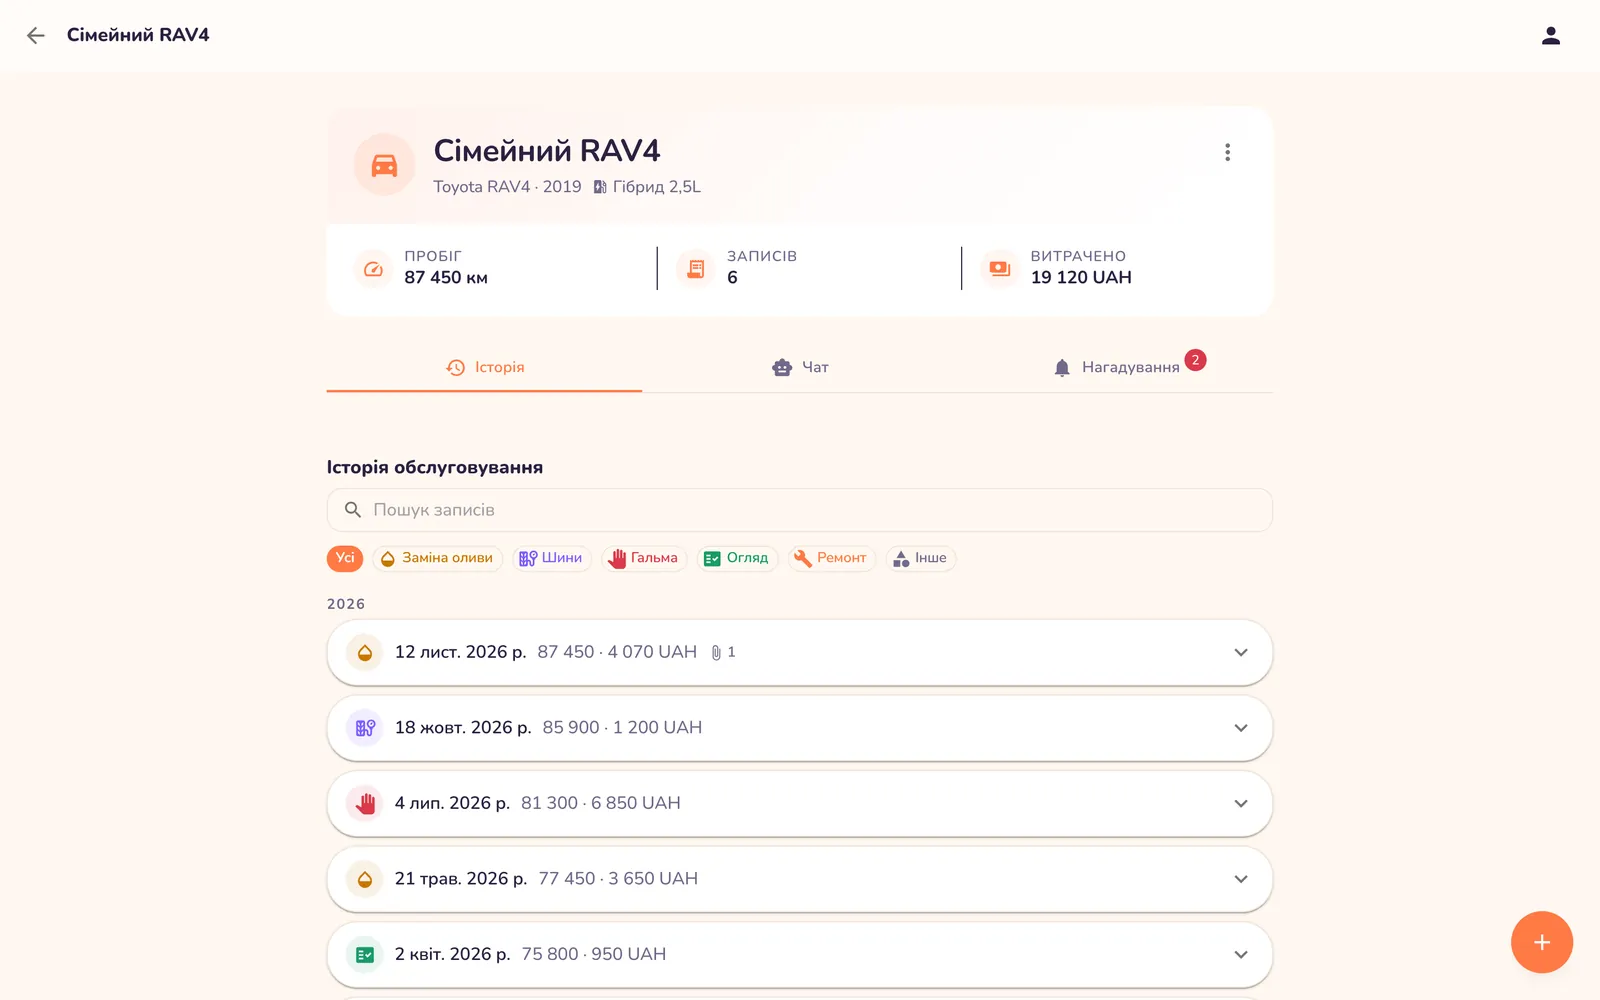 Сімейний RAV4
Сімейний RAV4
Toyota RAV4 · 2019 Гібрид 2,5L
ПРОБІГ
87 450 км
ЗАПИСІВ
6
ВИТРАЧЕНО
19 120 UAH
Історія
Чат
Нагадування 2
Історія обслуговування
Пошук записів
Усі Заміна оливи Шини Гальма Огляд Ремонт Інше
2026
12 лист. 2026 р. 87 450 · 4 070 UAH 1
18 жовт. 2026 р. 85 900 · 1 200 UAH
4 лип. 2026 р. 81 300 · 6 850 UAH
21 трав. 2026 р. 77 450 · 3 650 UAH
2 квіт. 2026 р. 75 800 · 950 UAH